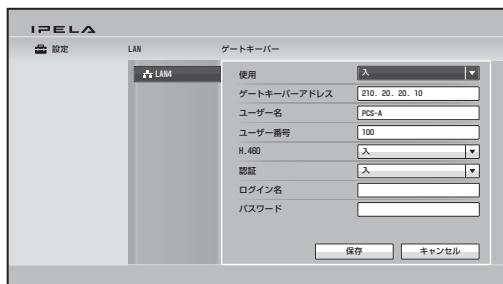 IPELA
設定 LAN ゲートキーパー
LAN4
使用 入
ゲートキーパーアドレス 210. 20. 20. 10
ユーザー名 PCS-A
ユーザー番号 100
H.460 入
認証 入
ログイン名
パスワード
保存 キャンセル